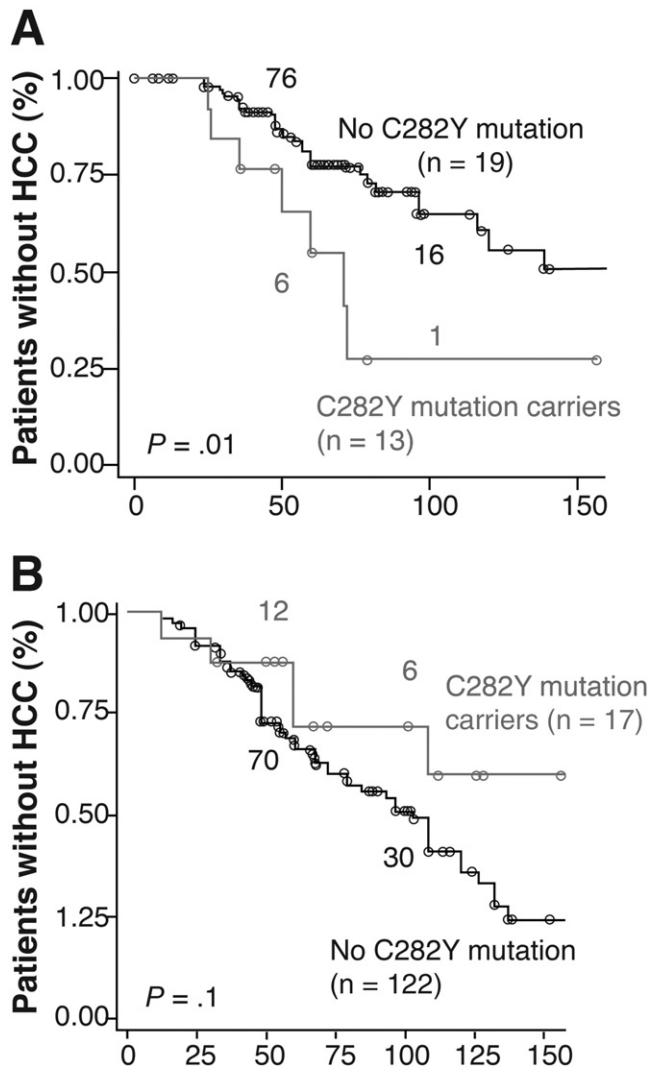 A
Patients without HCC (%)
1.00
0.75
0.50
0.25
0.00
76
No C282Y mutation
(n = 19)
16
6
1
C282Y mutation carriers
(n = 13)
P = .01
0 50 100 150
B
Patients without HCC (%)
1.00
0.75
0.50
1.25
0.00
12
6
C282Y mutation
carriers (n = 17)
70
30
No C282Y mutation
(n = 122)
P = .1
0 25 50 75 100 125 150